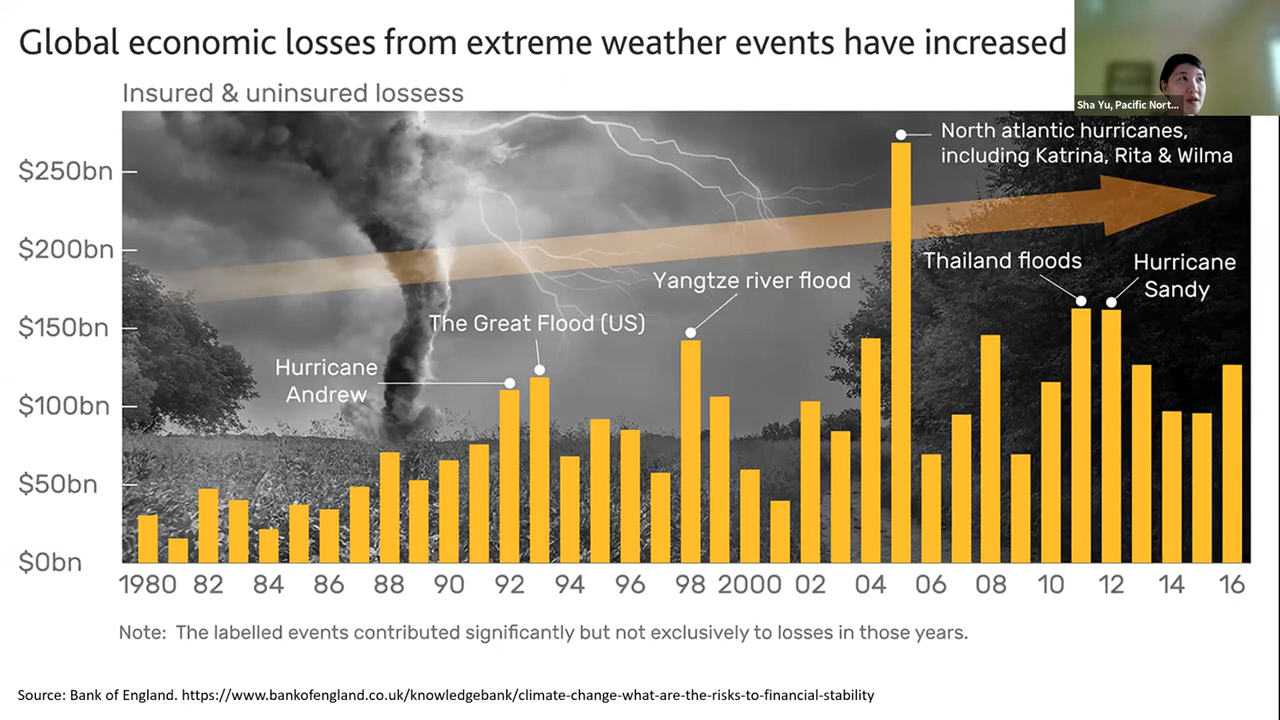 Global economic losses from extreme weather events have increased
Sha Yu, Pacific Nort...
Insured & uninsured lossess
North atlantic hurricanes,
including Katrina, Rita & Wilma
$250bn
$200bn
Thailand floods
Hurricane
Sandy
Yangtze river flood
$150bn
The Great Flood (US)
Hurricane
Andrew
$100bn
$50bn
$0bn
1980 82 84 86 88 90 92 94 96 98 2000 02 04 06 08 10 12 14 16
Note: The labelled events contributed significantly but not exclusively to losses in those years.
Source: Bank of England. https://www.bankofengland.co.uk/knowledgebank/climate-change-what-are-the-risks-to-financial-stability